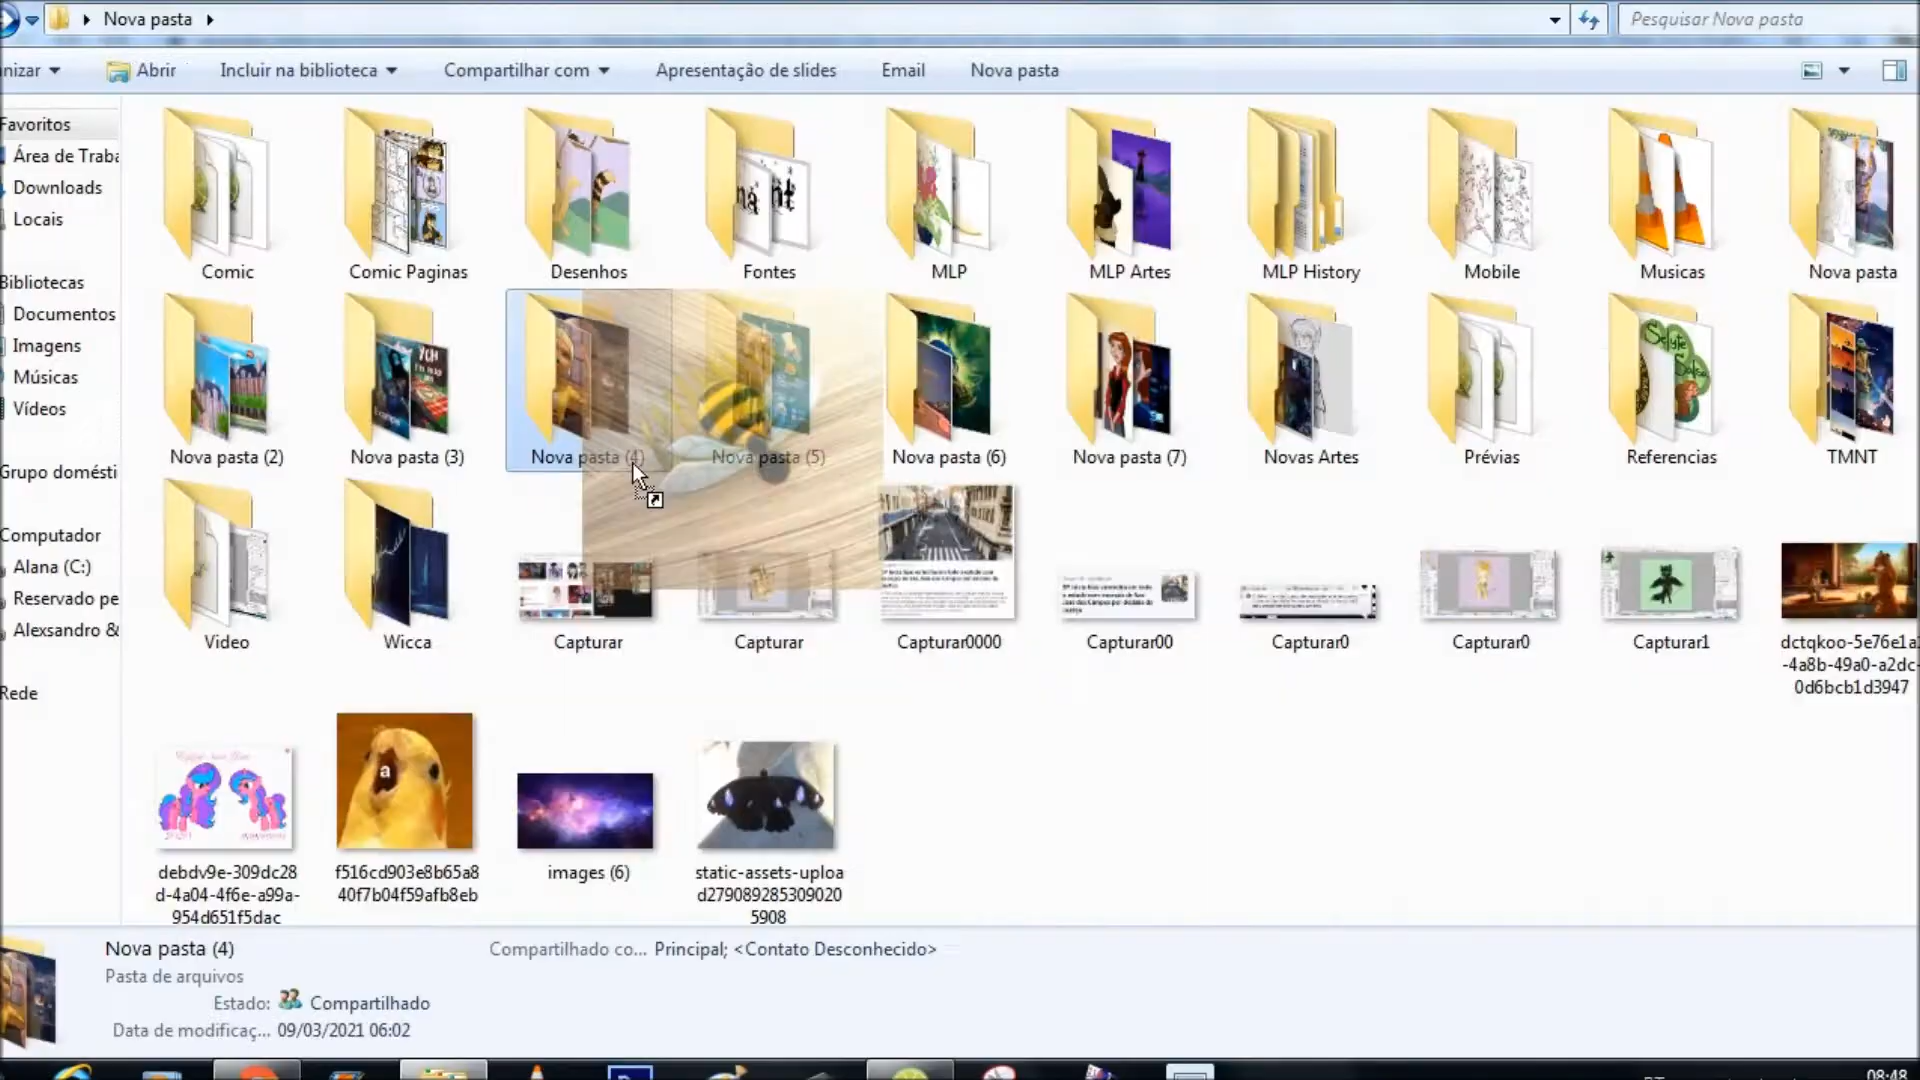 Nova pasta
Pesquisar Nova pasta
nizar
Abrir
Incluir na biblioteca
Compartilhar com
Apresentação de slides
Email
Nova pasta
Favoritos
Área de Traba
Downloads
Locais
Bibliotecas
Documentos
Imagens
Músicas
Vídeos
Grupo domésti
Computador
Alana (C:)
Reservado pe
Alexsandro &
Rede
Comic
Comic Paginas
Desenhos
Fontes
MLP
MLP Artes
MLP History
Mobile
Musicas
Nova pasta
Nova pasta (2)
Nova pasta (3)
Nova pasta (4)
Nova pasta (5)
Nova pasta (6)
Nova pasta (7)
Novas Artes
Prévias
Referencias
TMNT
Video
Wicca
Capturar
Capturar
Capturar0000
Capturar00
Capturar0
Capturar0
Capturar1
dctqkoo-5e76e1a
-4a8b-49a0-a2dc-
0d6bcb1d3947
debdv9e-309dc28
d-4a04-4f6e-a99a-
954d651f5dac
a
f516cd903e8b65a8
40f7b04f59afb8eb
images (6)
static-assets-uploa
d279089285309020
5908
Nova pasta (4)
Pasta de arquivos
Estado: Compartilhado
Data de modificaç... 09/03/2021 06:02
Compartilhado co... Principal; <Contato Desconhecido>
08:48